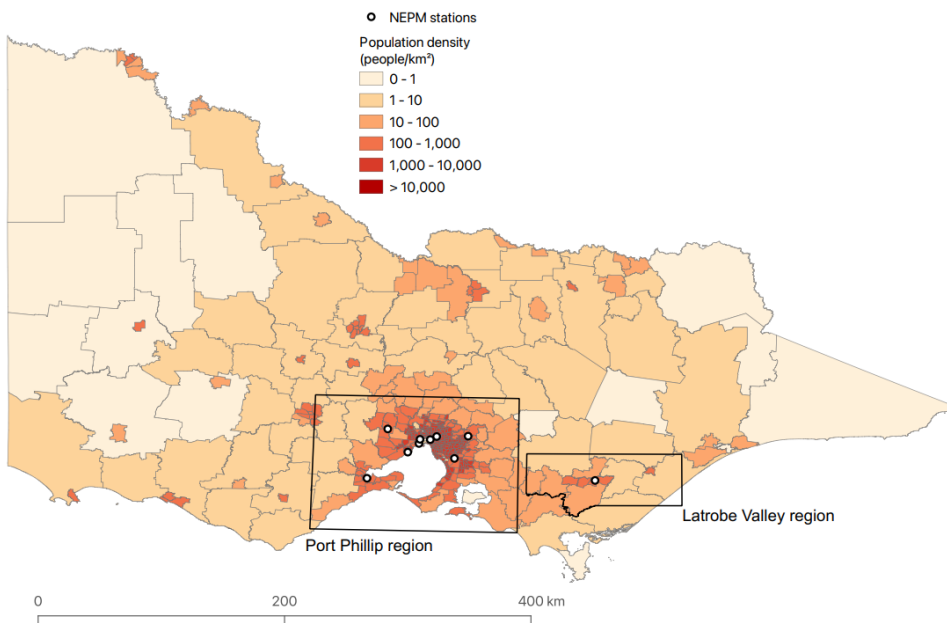 NEPM stations
Population density
(people/km²)
0 - 1
1 - 10
10 - 100
100 - 1,000
1,000 - 10,000
> 10,000
Latrobe Valley region
Port Phillip region
0 200 400 km